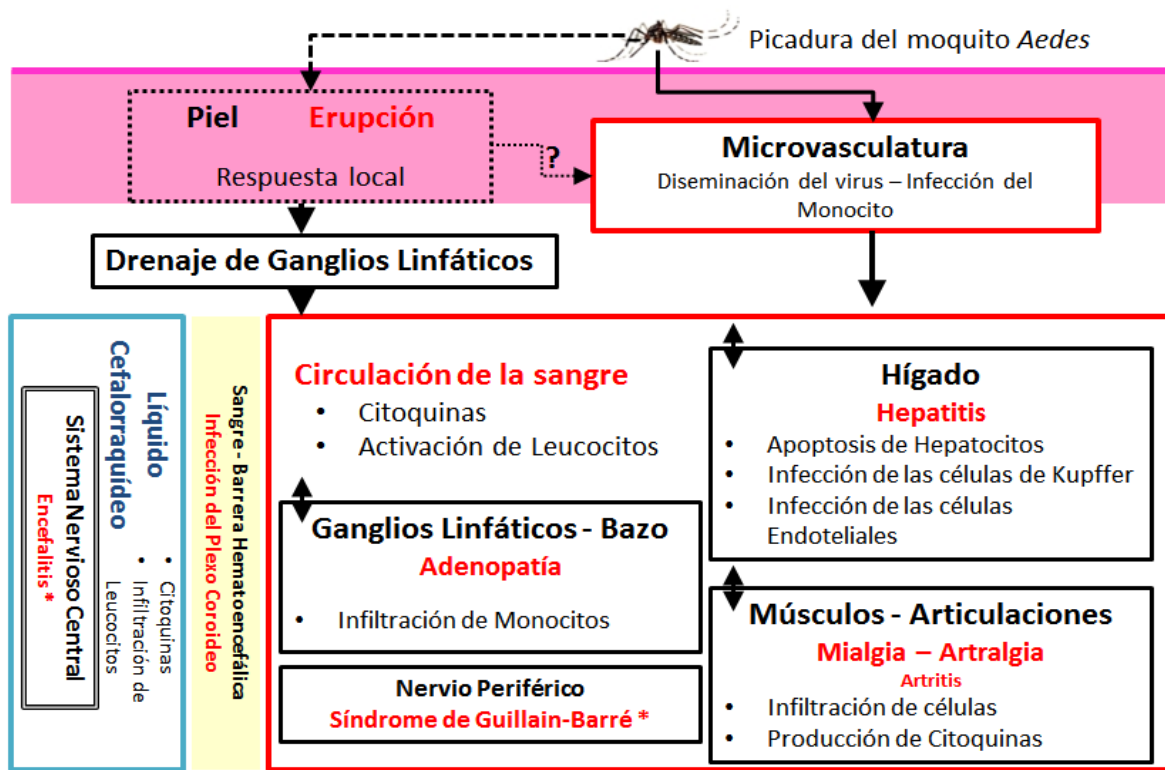 Picadura del moquito Aedes
Piel Erupción
Respuesta local
?
Microvasculatura
Diseminación del virus – Infección del
Monocito
Drenaje de Ganglios Linfáticos
Líquido
Cefalorraquídeo
• Citoquinas
• Infiltración de
Leucocitos
Sistema Nervioso Central
Encefalitis *
Sangre - Barrera Hematoencefálica
Infección del Plexo Coroideo
Circulación de la sangre
• Citoquinas
• Activación de Leucocitos
Ganglios Linfáticos - Bazo
Adenopatía
• Infiltración de Monocitos
Nervio Periférico
Síndrome de Guillain-Barré *
Hígado
Hepatitis
• Apoptosis de Hepatocitos
• Infección de las células de Kupffer
• Infección de las células
Endoteliales
Músculos - Articulaciones
Mialgia – Artralgia
Artritis
• Infiltración de células
• Producción de Citoquinas